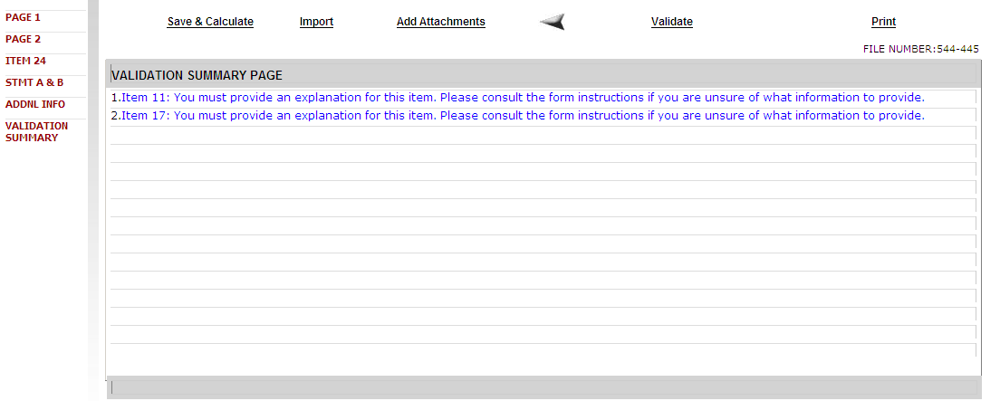 PAGE 1
PAGE 2
ITEM 24
STMT A & B
ADDNL INFO
VALIDATION
SUMMARY
Save & Calculate
Import
Add Attachments
Validate
Print
FILE NUMBER:544-445
VALIDATION SUMMARY PAGE
1.Item 11: You must provide an explanation for this item. Please consult the form instructions if you are unsure of what information to provide.
2.Item 17: You must provide an explanation for this item. Please consult the form instructions if you are unsure of what information to provide.